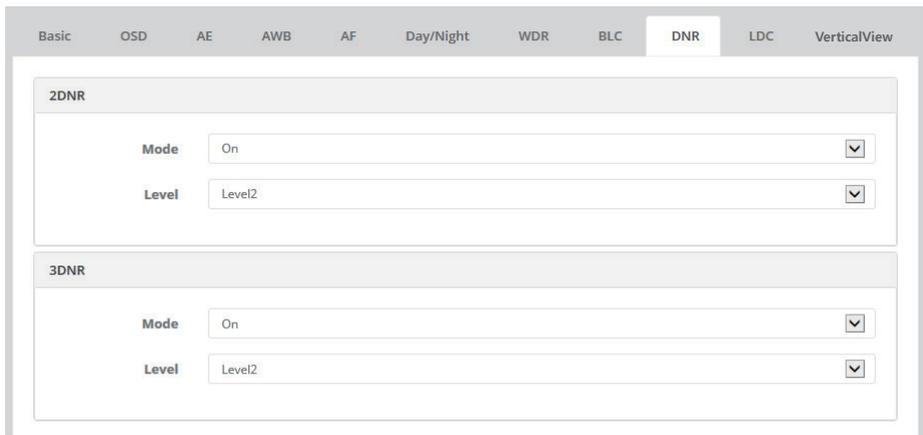 Basic OSD AE AWB AF Day/Night WDR BLC DNR LDC VerticalView
2DNR
Mode On
Level Level2
3DNR
Mode On
Level Level2